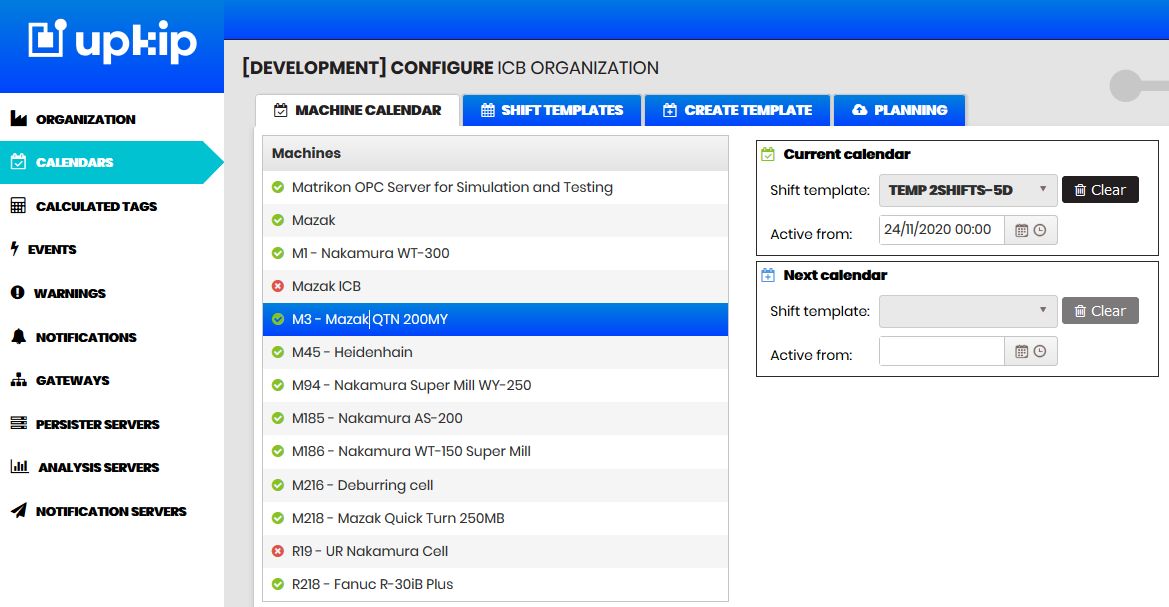 upkip
[DEVELOPMENT] CONFIGURE ICB ORGANIZATION
ORGANIZATION
CALENDARS
CALCULATED TAGS
EVENTS
WARNINGS
NOTIFICATIONS
GATEWAYS
PERSISTER SERVERS
ANALYSIS SERVERS
NOTIFICATION SERVERS
MACHINE CALENDAR
SHIFT TEMPLATES
CREATE TEMPLATE
PLANNING
Machines
Matrikon OPC Server for Simulation and Testing
Mazak
M1 - Nakamura WT-300
Mazak ICB
M3 - Mazak QTN 200MY
M45 - Heidenhain
M94 - Nakamura Super Mill WY-250
M185 - Nakamura AS-200
M186 - Nakamura WT-150 Super Mill
M216 - Deburring cell
M218 - Mazak Quick Turn 250MB
R19 - UR Nakamura Cell
R218 - Fanuc R-30iB Plus
Current calendar
Shift template: TEMP 2SHIFTS-5D Clear
Active from: 24/11/2020 00:00
Next calendar
Shift template: Clear
Active from: